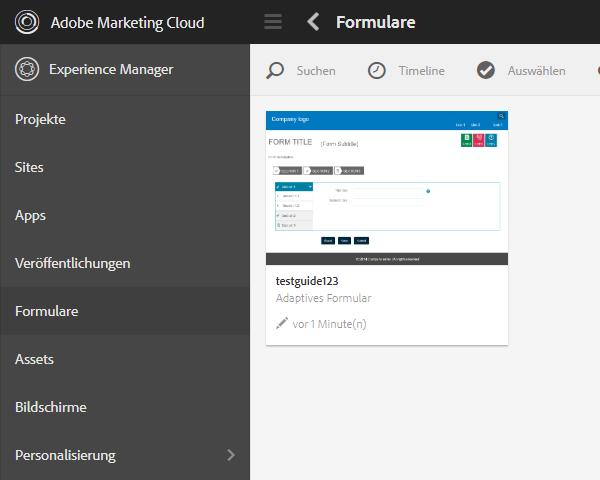 Adobe Marketing Cloud
Formulare
Experience Manager
Suchen
Timeline
Auswählen
Projekte
Sites
Apps
Veröffentlichungen
Formulare
Assets
Bildschirme
Personalisierung
Company logo
FORM TITLE
(Form Subtitle)
testguide123
Adaptives Formular
vor 1 Minute(n)